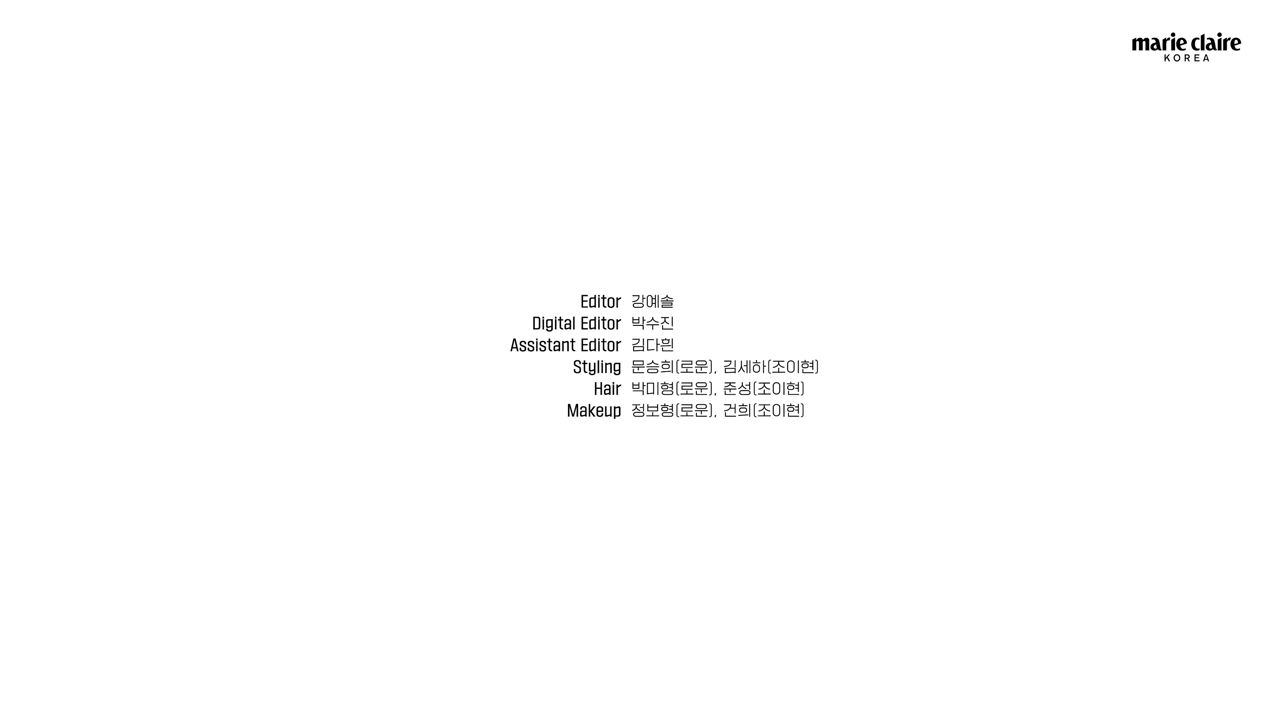 marie claire
KOREA
Editor 강예솔
Digital Editor 박수진
Assistant Editor 김다흰
Styling 문승희(로운), 김세하(조이현)
Hair 박미형(로운), 준성(조이현)
Makeup 정보형(로운), 건희(조이현)